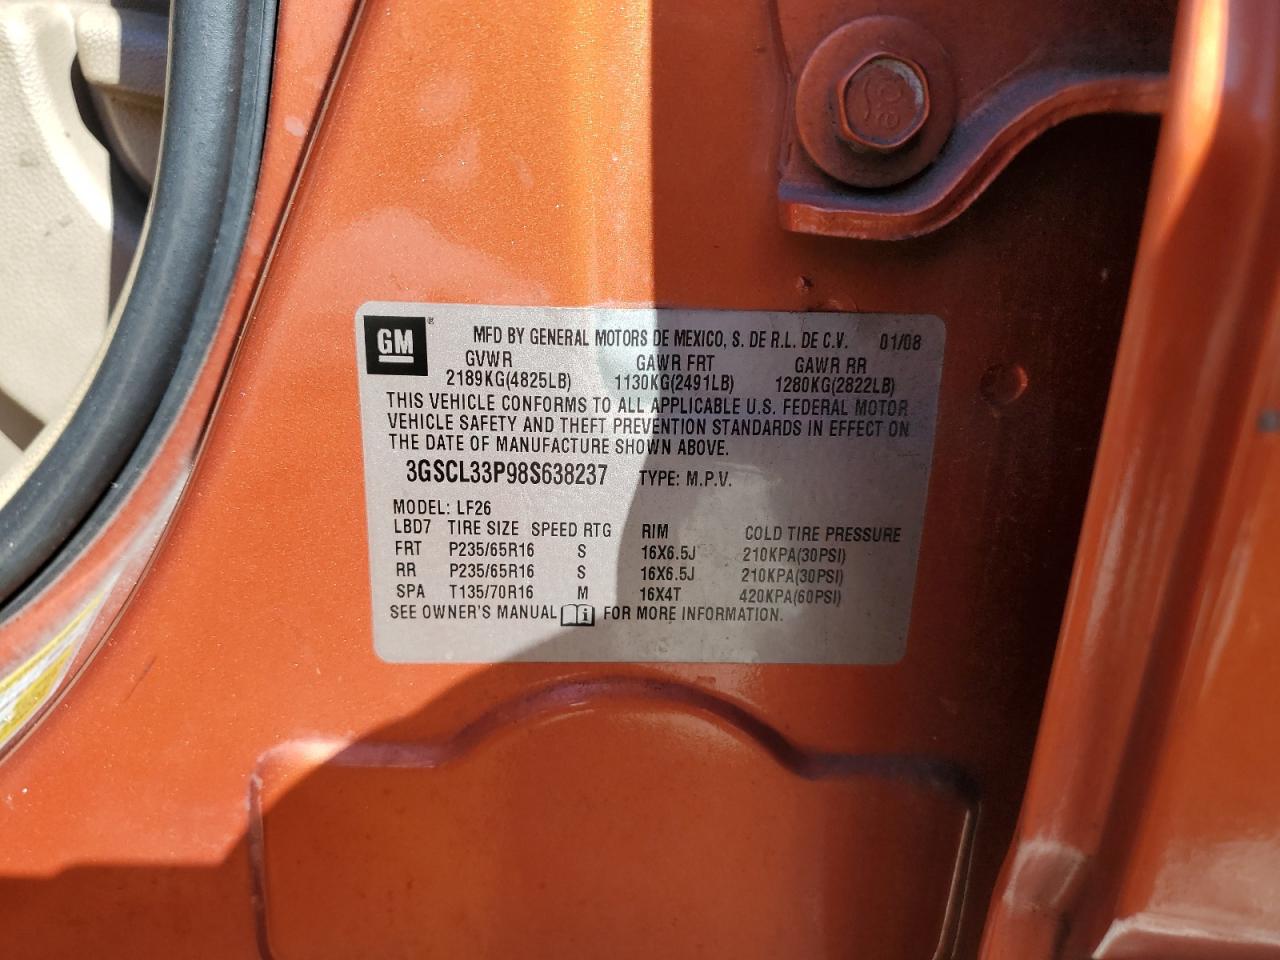 GM ® MFD BY GENERAL MOTORS DE MEXICO, S. DE R.L. DE C.V. 01/08
GVWR GAWR FRT GAWR RR
2189KG(4825LB) 1130KG(2491LB) 1280KG(2822LB)
THIS VEHICLE CONFORMS TO ALL APPLICABLE U.S. FEDERAL MOTOR
VEHICLE SAFETY AND THEFT PREVENTION STANDARDS IN EFFECT ON
THE DATE OF MANUFACTURE SHOWN ABOVE.
3GSCL33P98S638237 TYPE: M.P.V.
MODEL: LF26
LBD7 TIRE SIZE SPEED RTG RIM COLD TIRE PRESSURE
FRT P235/65R16 S 16X6.5J 210KPA(30PSI)
RR P235/65R16 S 16X6.5J 210KPA(30PSI)
SPA T135/70R16 M 16X4T 420KPA(60PSI)
SEE OWNER'S MANUAL i FOR MORE INFORMATION.